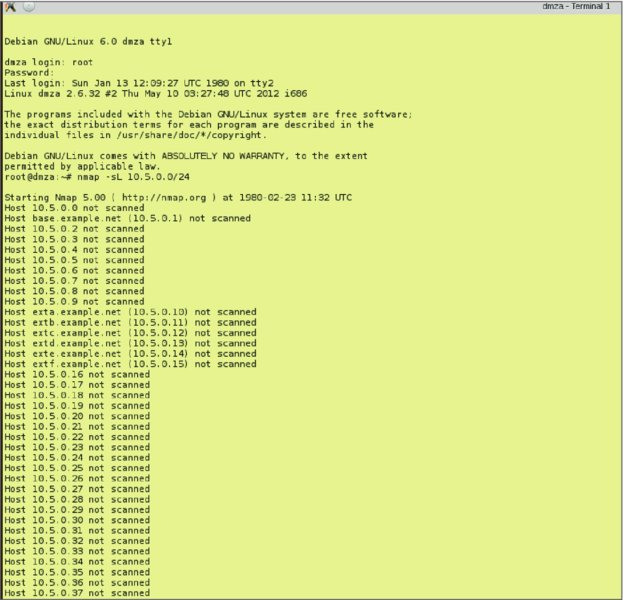 dmza - Terminal 1
Debian GNU/Linux 6.0 dmza tty1
dmza login: root
Password:
Last login: Sun Jan 13 12:09:27 UTC 1980 on tty2
Linux dmza 2.6.32 #2 Thu May 10 03:27:48 UTC 2012 i686
The programs included with the Debian GNU/Linux system are free software;
the exact distribution terms for each program are described in the
individual files in /usr/share/doc/*/copyright.
Debian GNU/Linux comes with ABSOLUTELY NO WARRANTY, to the extent
permitted by applicable law.
root@dmza:~# nmap -sL 10.5.0.0/24
Starting Nmap 5.00 ( http://nmap.org ) at 1980-02-23 11:32 UTC
Host 10.5.0.0 not scanned
Host base.example.net (10.5.0.1) not scanned
Host 10.5.0.2 not scanned
Host 10.5.0.3 not scanned
Host 10.5.0.4 not scanned
Host 10.5.0.5 not scanned
Host 10.5.0.6 not scanned
Host 10.5.0.7 not scanned
Host 10.5.0.8 not scanned
Host 10.5.0.9 not scanned
Host exta.example.net (10.5.0.10) not scanned
Host extb.example.net (10.5.0.11) not scanned
Host extc.example.net (10.5.0.12) not scanned
Host extd.example.net (10.5.0.13) not scanned
Host exte.example.net (10.5.0.14) not scanned
Host extf.example.net (10.5.0.15) not scanned
Host 10.5.0.16 not scanned
Host 10.5.0.17 not scanned
Host 10.5.0.18 not scanned
Host 10.5.0.19 not scanned
Host 10.5.0.20 not scanned
Host 10.5.0.21 not scanned
Host 10.5.0.22 not scanned
Host 10.5.0.23 not scanned
Host 10.5.0.24 not scanned
Host 10.5.0.25 not scanned
Host 10.5.0.26 not scanned
Host 10.5.0.27 not scanned
Host 10.5.0.28 not scanned
Host 10.5.0.29 not scanned
Host 10.5.0.30 not scanned
Host 10.5.0.31 not scanned
Host 10.5.0.32 not scanned
Host 10.5.0.33 not scanned
Host 10.5.0.34 not scanned
Host 10.5.0.35 not scanned
Host 10.5.0.36 not scanned
Host 10.5.0.37 not scanned